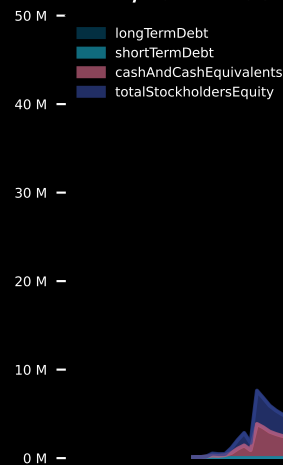 50 M
longTermDebt
shortTermDebt
cashAndCashEquivalents
totalStockholdersEquity
40 M
30 M
20 M
10 M
0 M